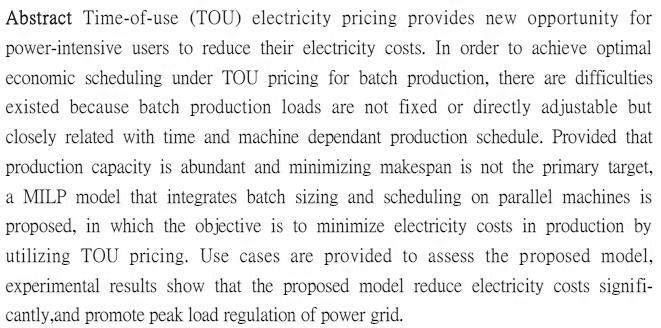 Abstract Time-of-use (TOU) electricity pricing provides new opportunity for
power-intensive users to reduce their electricity costs. In order to achieve optimal
economic scheduling under TOU pricing for batch production, there are difficulties
existed because batch production loads are not fixed or directly adjustable but
closely related with time and machine dependant production schedule. Provided that
production capacity is abundant and minimizing makespan is not the primary target,
a MILP model that integrates batch sizing and scheduling on parallel machines is
proposed, in which the objective is to minimize electricity costs in production by
utilizing TOU pricing. Use cases are provided to assess the proposed model,
experimental results show that the proposed model reduce electricity costs signifi-
cantly,and promote peak load regulation of power grid.